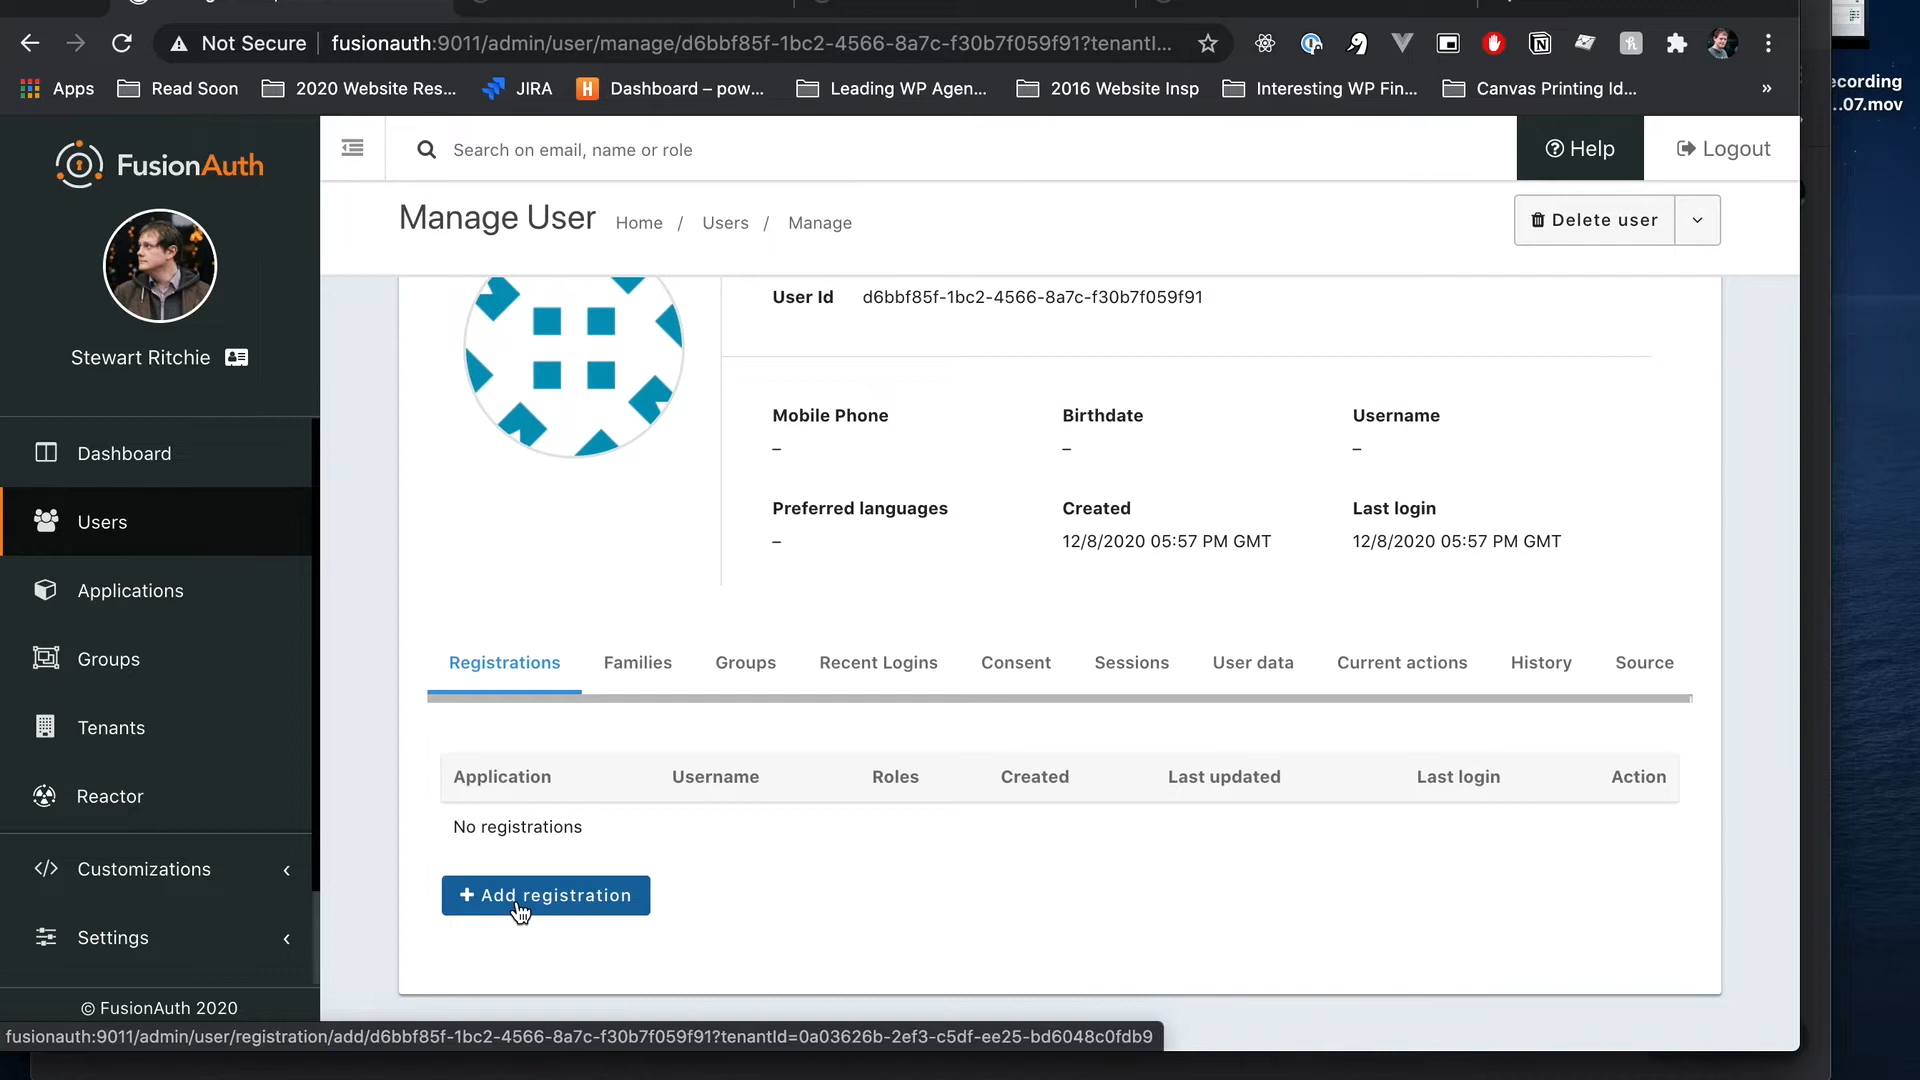 Not Secure
fusionauth:9011/admin/user/manage/d6bbf85f-1bc2-4566-8a7c-f30b7f059f91?tenantI...
Apps
Read Soon
2020 Website Res...
JIRA
H
Dashboard – pow...
Leading WP Agen...
2016 Website Insp
Interesting WP Fin...
Canvas Printing Id...
»
ecording
..07.mov
FusionAuth
Search on email, name or role
Help
Logout
Stewart Ritchie
Manage User
Home / Users / Manage
Delete user
User Id d6bbf85f-1bc2-4566-8a7c-f30b7f059f91
Mobile Phone
–
Birthdate
–
Username
–
Preferred languages
–
Created
12/8/2020 05:57 PM GMT
Last login
12/8/2020 05:57 PM GMT
Dashboard
Users
Applications
Groups
Tenants
Reactor
Customizations
Settings
© FusionAuth 2020
Registrations Families Groups Recent Logins Consent Sessions User data Current actions History Source
Application Username Roles Created Last updated Last login Action
No registrations
+ Add registration
fusionauth:9011/admin/user/registration/add/d6bbf85f-1bc2-4566-8a7c-f30b7f059f91?tenantId=0a03626b-2ef3-c5df-ee25-bd6048c0fdb9